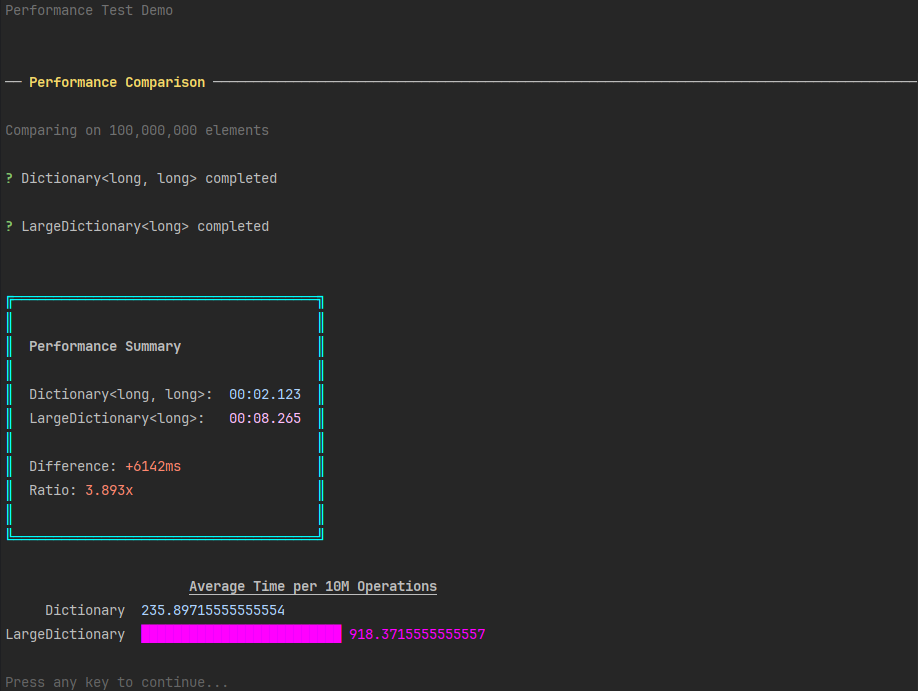 Performance Test Demo
Performance Comparison
Comparing on 100,000,000 elements
? Dictionary<long, long> completed
? LargeDictionary<long> completed
Performance Summary
Dictionary<long, long>: 00:02.123
LargeDictionary<long>: 00:08.265
Difference: +6142ms
Ratio: 3.893x
Average Time per 10M Operations
Dictionary 235.89715555555554
LargeDictionary 918.3715555555557
Press any key to continue...